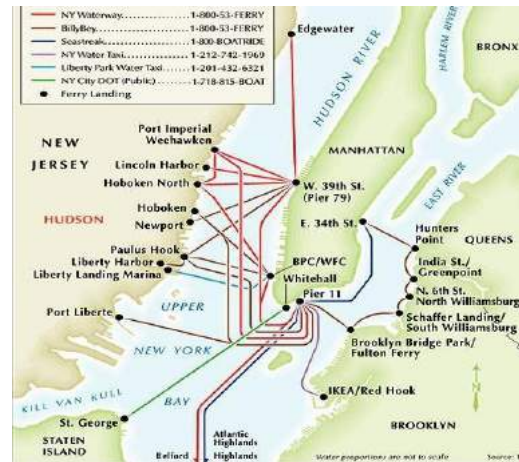 NY Waterway.....................1-800-53-FERRY
BillyBey............................1-800-53-FERRY
Seastreak.........................1-800-BOATRIDE
NY Water Taxi..................1-212-742-1969
Liberty Park Water Taxi...1-201-432-6321
NY City DOT (Public).......1-718-815-BOAT
Ferry Landing
Edgewater
HUDSON RIVER
HARLEM RIVER
BRONX
NEW
JERSEY
Port Imperial
Weehawken
Lincoln Harbor
Hoboken North
MANHATTAN
W. 39th St.
(Pier 79)
EAST RIVER
HUDSON
Hoboken
Newport
E. 34th St.
Hunters
Point
QUEENS
Paulus Hook
Liberty Harbor
Liberty Landing Marina
BPC/WFC
Whitehall
Pier 11
India St./
Greenpoint
N. 6th St.
North Williamsburg
Schaffer Landing/
South Williamsburg
Port Liberte
UPPER
NEW YORK
BAY
Brooklyn Bridge Park/
Fulton Ferry
KILL VAN KULL
IKEA/Red Hook
St. George
STATEN
ISLAND
BROOKLYN
N
Atlantic
Highlands
Belford
Highlands
Water proportions are not to scale
Source: